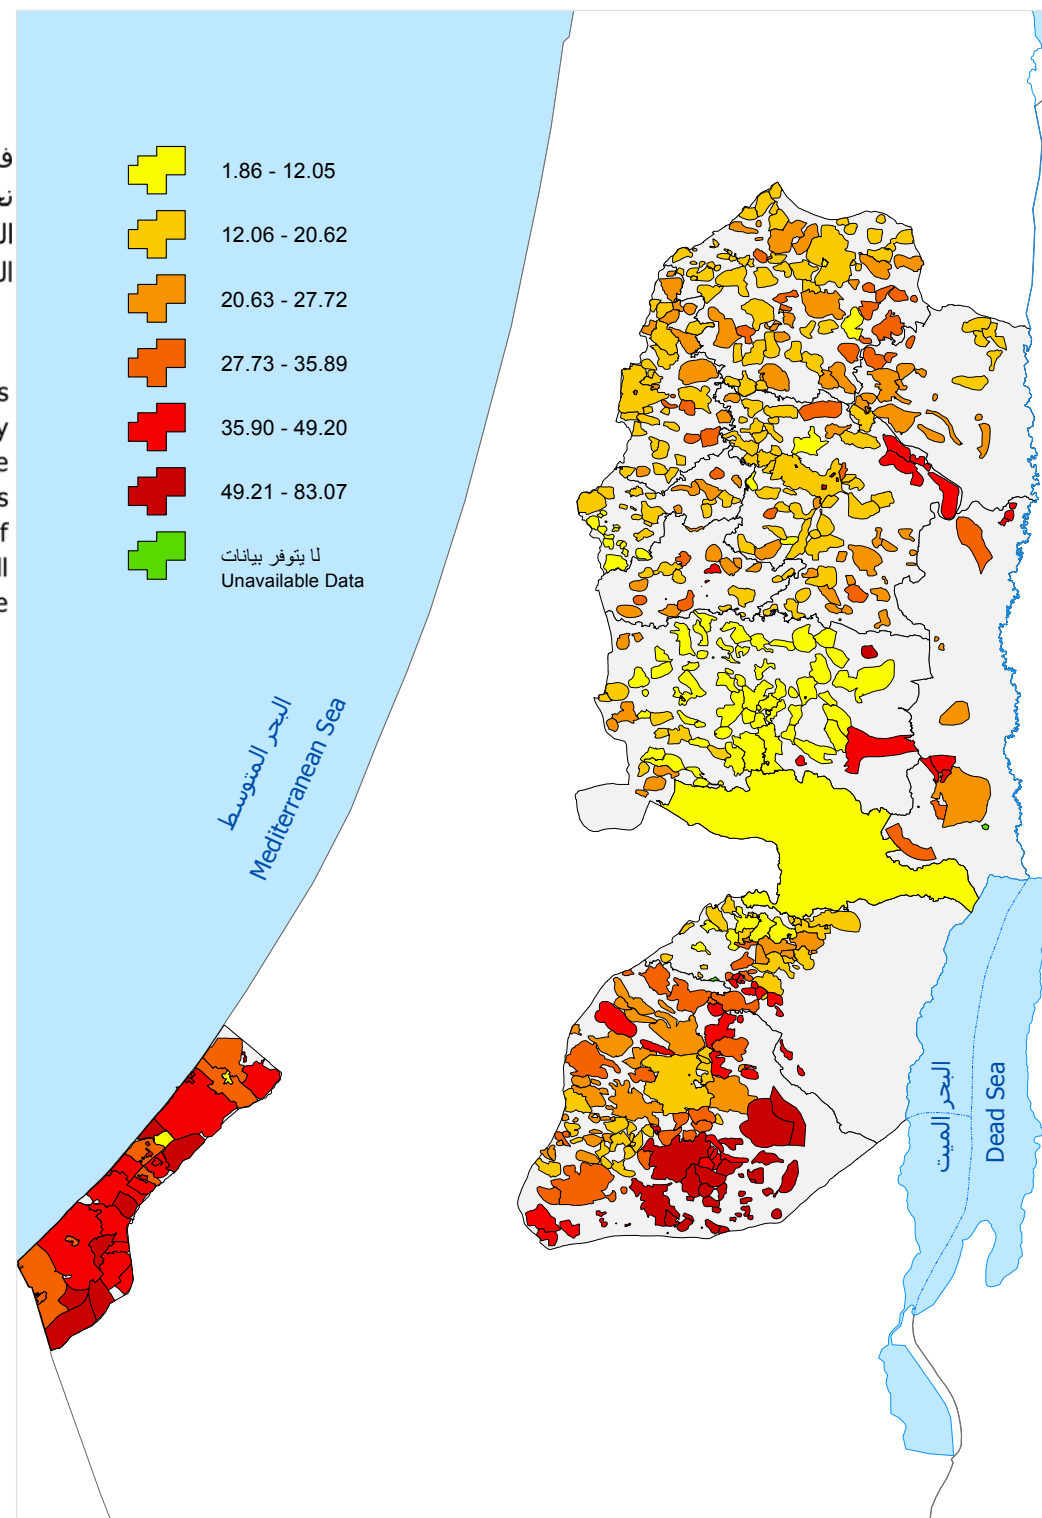 1.86 - 12.05
12.06 - 20.62
20.63 - 27.72
27.73 - 35.89
35.90 - 49.20
49.21 - 83.07
لا يتوفر بيانات
Unavailable Data
البحر المتوسط
Mediterranean Sea
البحر الميت
Dead Sea